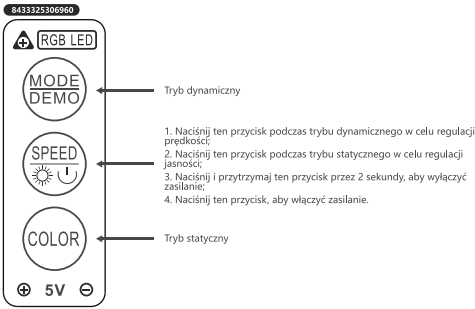 8433325306960
RGB LED
MODE
DEMO
Tryb dynamiczny
1. Naciśnij ten przycisk podczas trybu dynamicznego w celu regulacji
prędkości;
SPEED
2. Naciśnij ten przycisk podczas trybu statycznego w celu regulacji
jasności;
3. Naciśnij i przytrzymaj ten przycisk przez 2 sekundy, aby wyłączyć
zasilanie;
4. Naciśnij ten przycisk, aby włączyć zasilanie.
COLOR
Tryb statyczny
5V